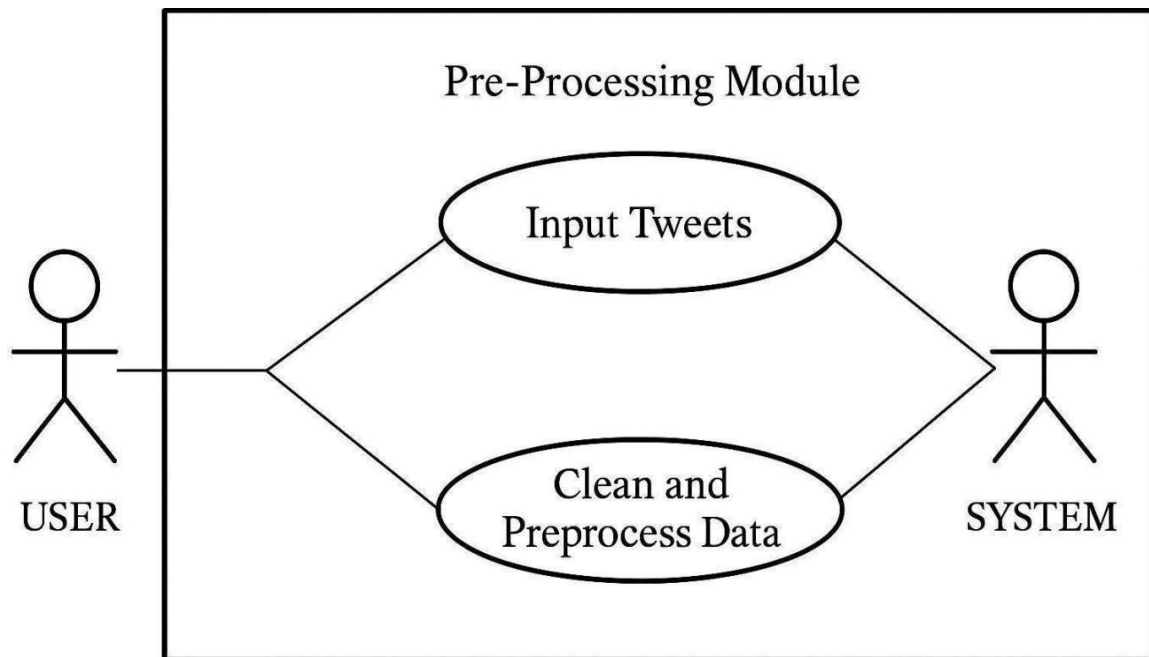 Pre-Processing Module
Input Tweets
USER
Clean and
Preprocess Data
SYSTEM